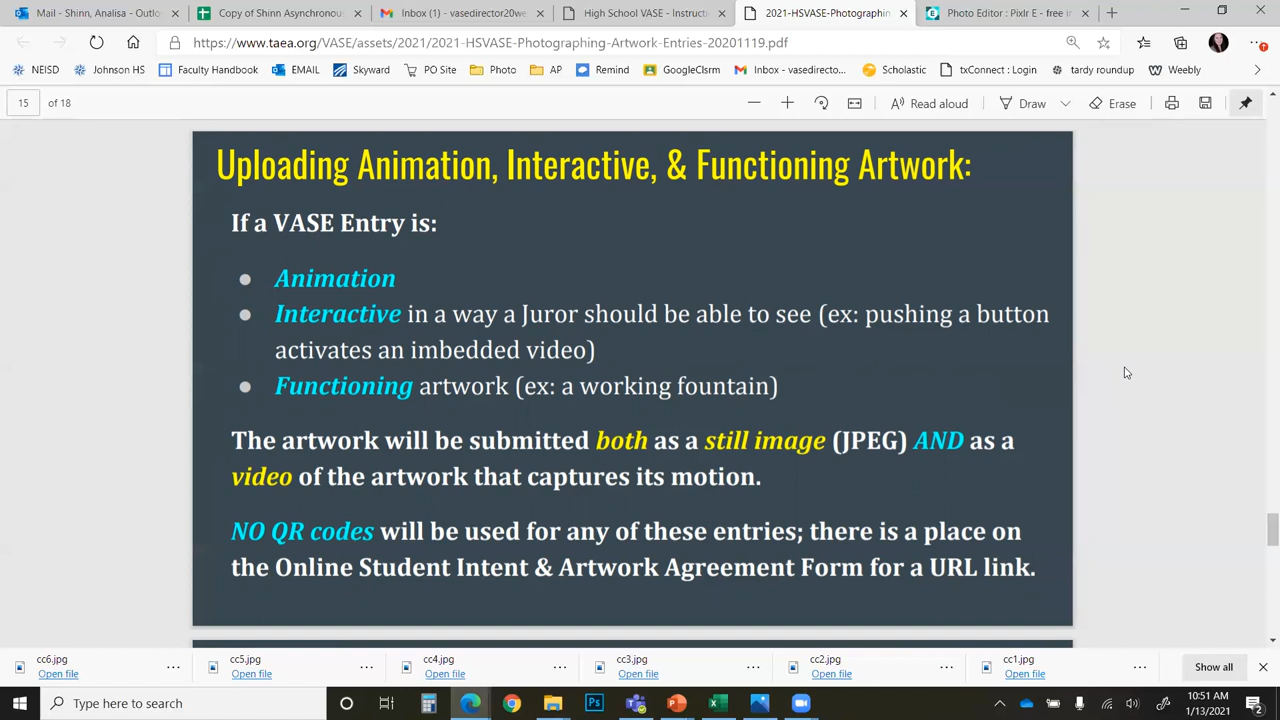 Mail - Shinn, Analisa - Outlo
Copy of Shinn Asynchronous
Inbox (1) - vasedirector20we
High School VASE - Instruct
2021-HSVASE-Photographin
Photo Editor : Pixlr E - free i
https://www.taea.org/VASE/assets/2021/2021-HSVASE-Photographing-Artwork-Entries-20201119.pdf
NEISD
Johnson HS
Faculty Handbook
EMAIL
Skyward
PO Site
Photo
AP
Remind
GoogleClsrm
Inbox - vasedirecto...
Scholastic
txConnect : Login
tardy roundup
Weebly
15 of 18
Read aloud
Draw
Erase
Uploading Animation, Interactive, & Functioning Artwork:
If a VASE Entry is:
● Animation
● Interactive in a way a Juror should be able to see (ex: pushing a button
activates an imbedded video)
● Functioning artwork (ex: a working fountain)
The artwork will be submitted both as a still image (JPEG) AND as a
video of the artwork that captures its motion.
NO QR codes will be used for any of these entries; there is a place on
the Online Student Intent & Artwork Agreement Form for a URL link.
cc6.jpg
Open file
cc5.jpg
Open file
cc4.jpg
Open file
cc3.jpg
Open file
cc2.jpg
Open file
cc1.jpg
Open file
Show all
Type here to search
Ps
10:51 AM
1/13/2021
2